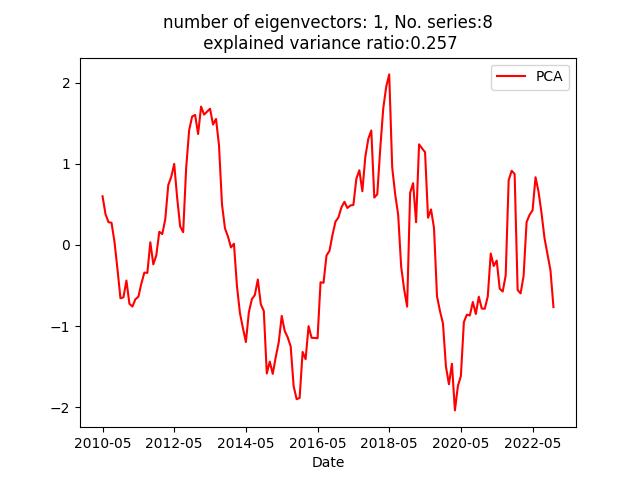 number of eigenvectors: 1, No. series:8
explained variance ratio:0.257
PCA
2
1
0
−1
−2
2010-05 2012-05 2014-05 2016-05 2018-05 2020-05 2022-05
Date